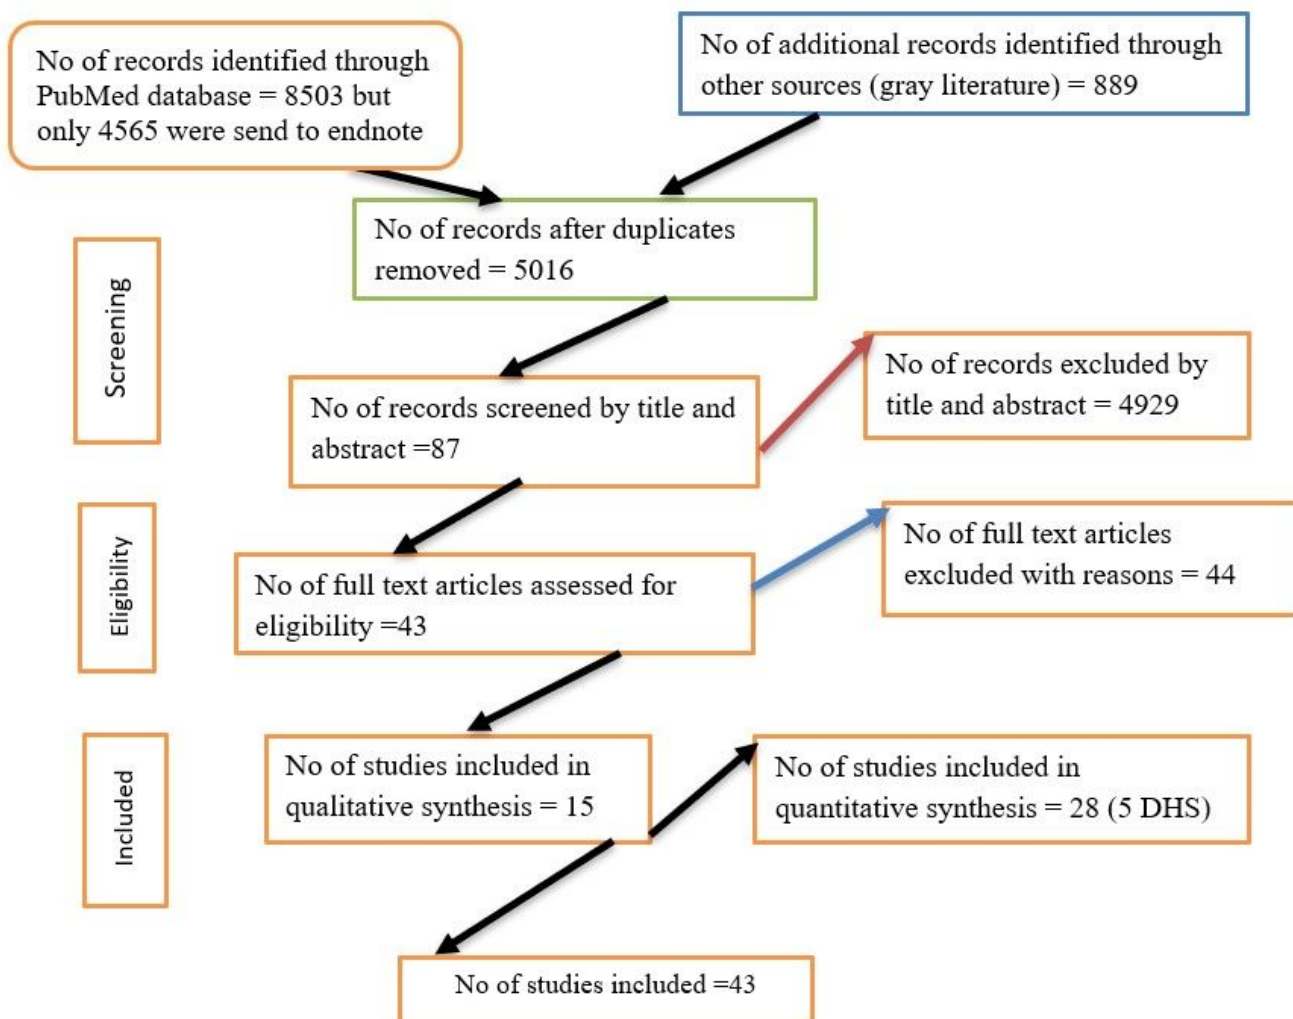 No of records identified through
PubMed database = 8503 but
only 4565 were send to endnote
No of additional records identified through
other sources (gray literature) = 889
No of records after duplicates
removed = 5016
Screening
No of records screened by title and
abstract =87
No of records excluded by
title and abstract = 4929
Eligibility
No of full text articles assessed for
eligibility =43
No of full text articles
excluded with reasons = 44
Included
No of studies included in
qualitative synthesis = 15
No of studies included in
quantitative synthesis = 28 (5 DHS)
No of studies included =43